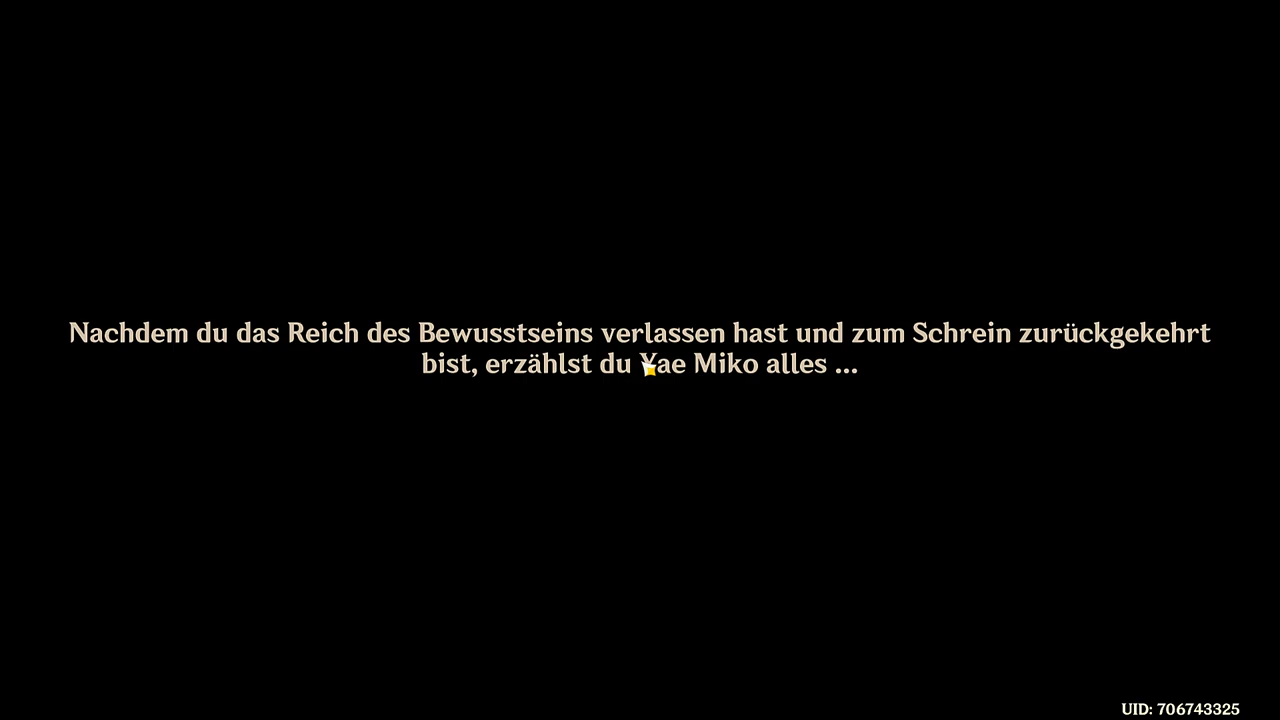 Nachdem du das Reich des Bewusstseins verlassen hast und zum Schrein zurückgekehrt
bist, erzählst du Yae Miko alles ...
UID: 706743325